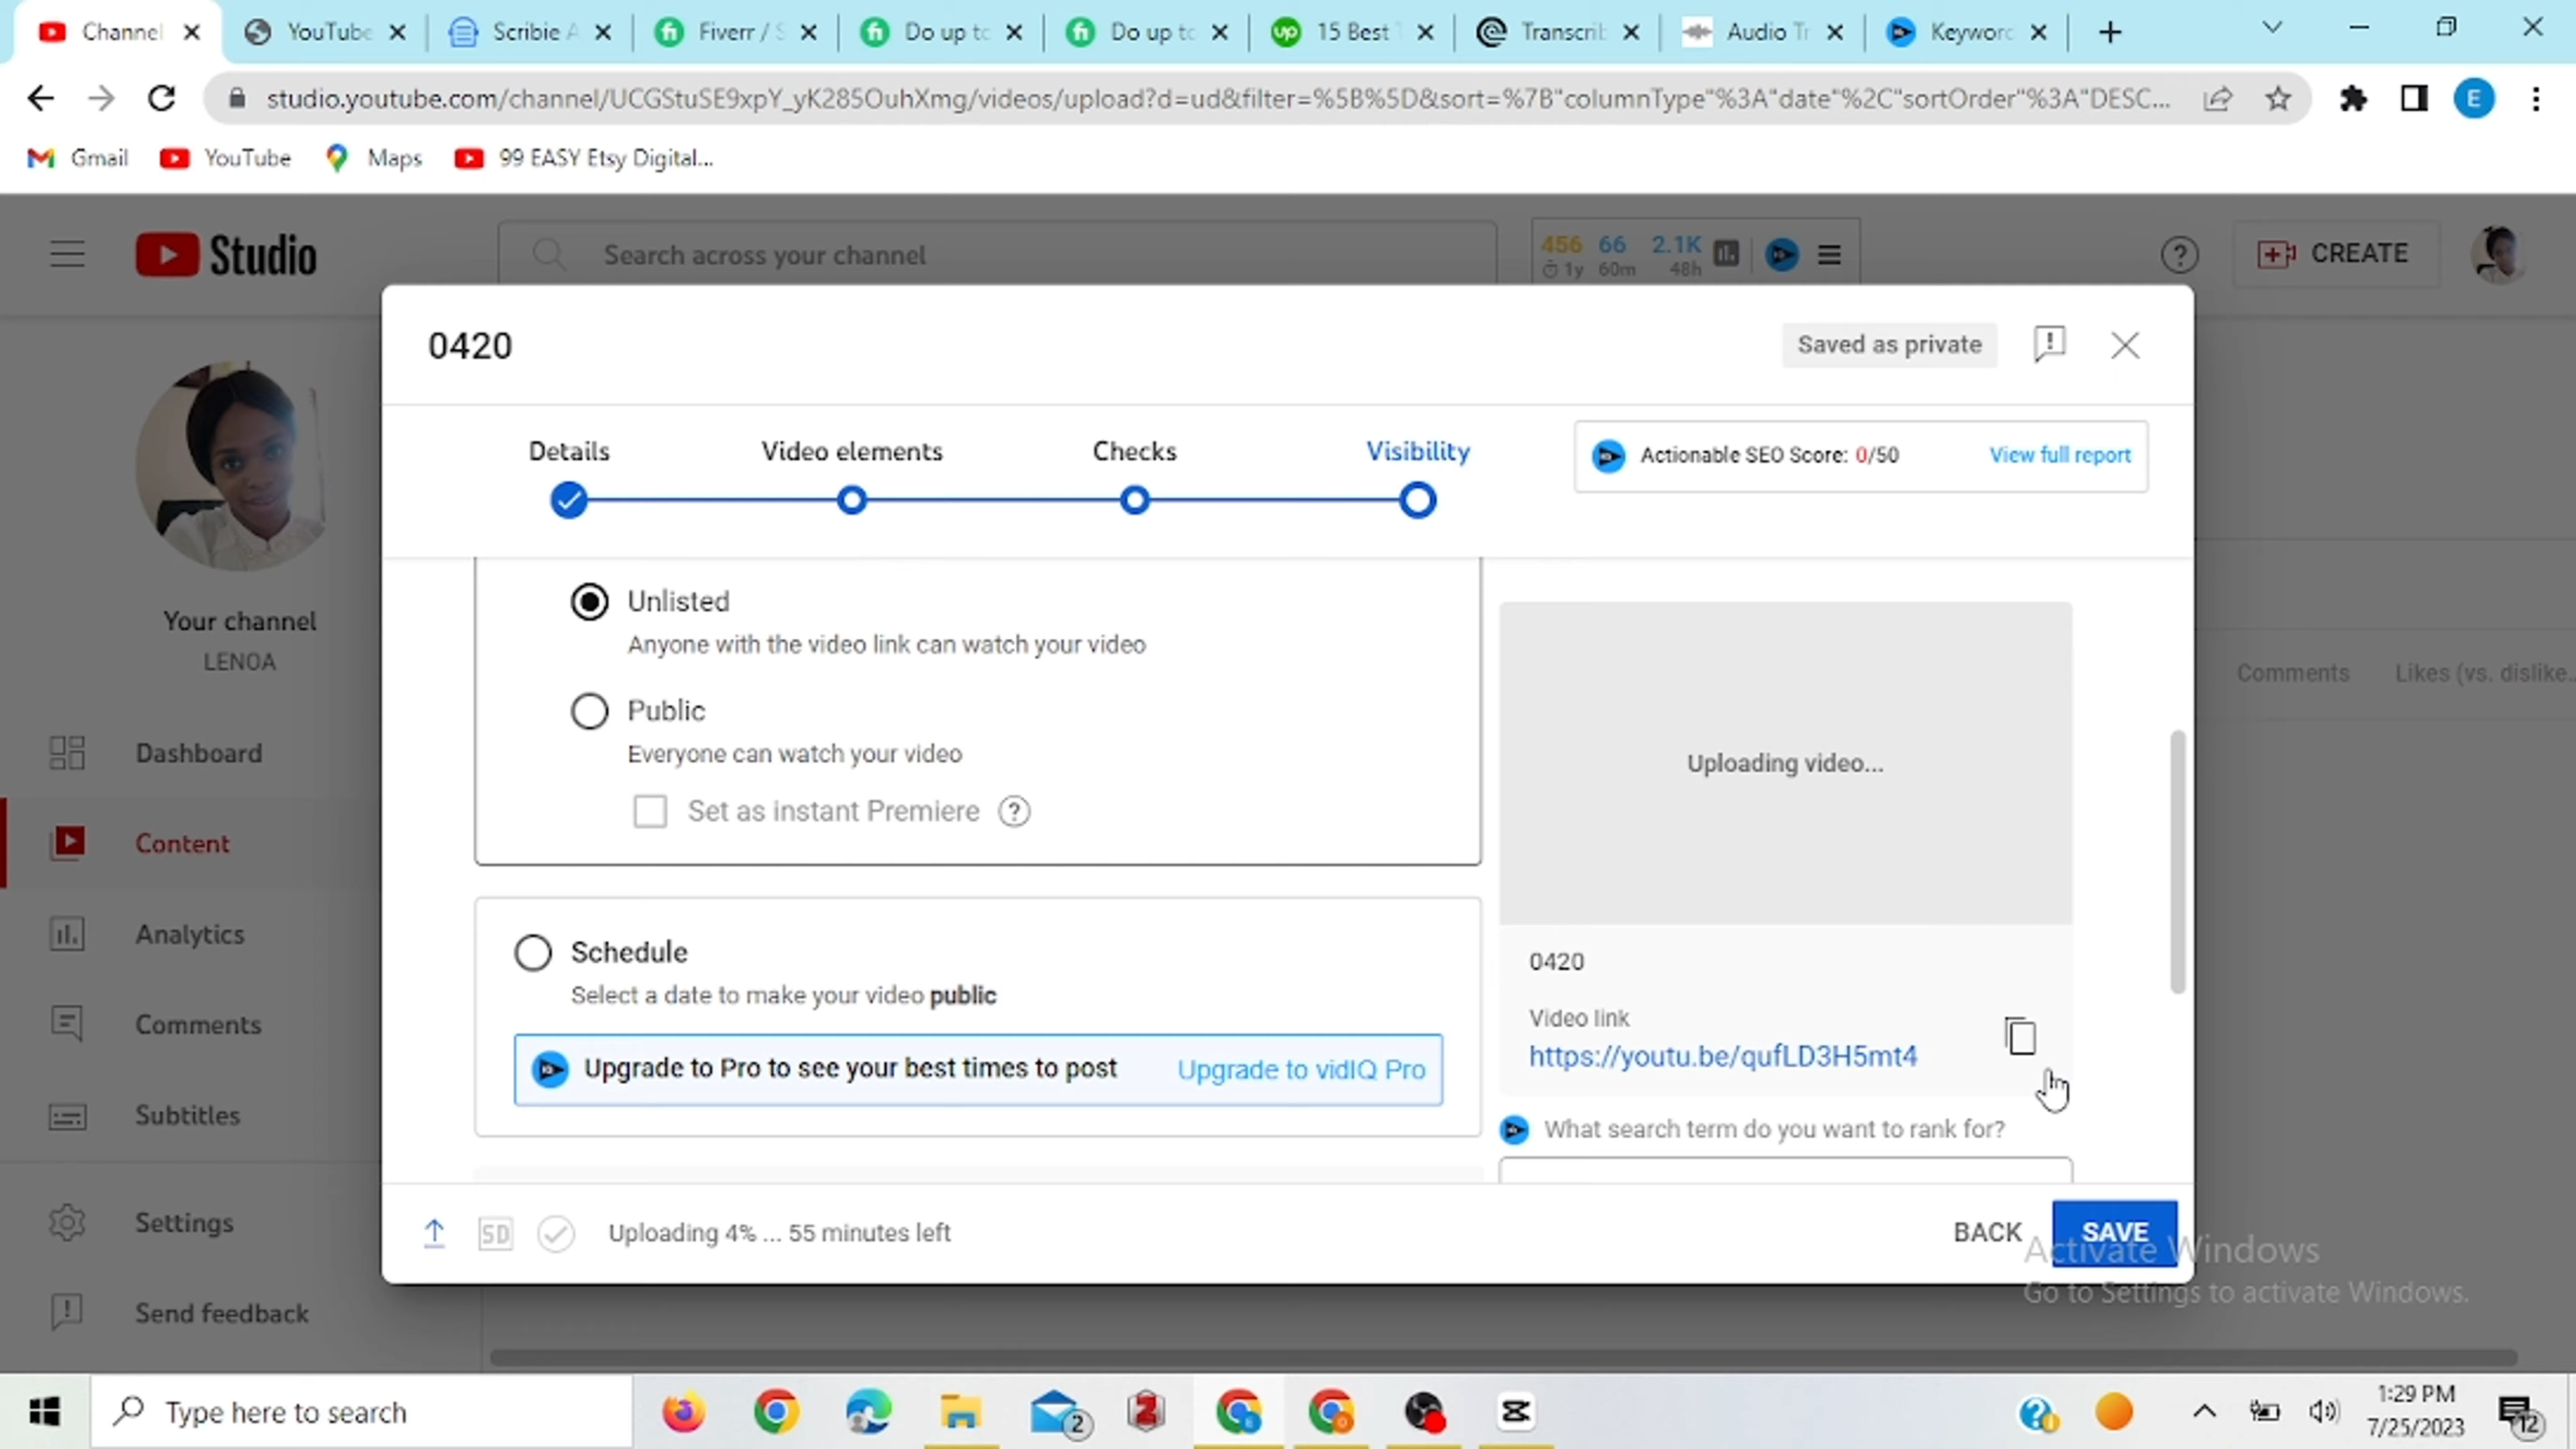 Channel
YouTube
Scribie A
Fiverr / S
Do up to
Do up to
15 Best T
Transcrib
Audio Tr
Keyword
studio.youtube.com/channel/UCGStuSE9xpY_yK285OuhXmg/videos/upload?d=ud&filter=%5B%5D&sort=%7B"columnType"%3A"date"%2C"sortOrder"%3A"DESC...
E
Gmail
YouTube
Maps
99 EASY Etsy Digital...
Studio
Search across your channel
456 66 2.1K
1y 60m 48h
CREATE
0420
Saved as private
Details
Video elements
Checks
Visibility
Actionable SEO Score: 0/50
View full report
Your channel
LENOA
Dashboard
Content
Analytics
Comments
Subtitles
Settings
Send feedback
Unlisted
Anyone with the video link can watch your video
Public
Everyone can watch your video
Set as instant Premiere
Schedule
Select a date to make your video public
Upgrade to Pro to see your best times to post
Upgrade to vidIQ Pro
Uploading video...
0420
Video link
https://youtu.be/qufLD3H5mt4
What search term do you want to rank for?
Comments
Likes (vs. dislike...
SD
Uploading 4% ... 55 minutes left
BACK
SAVE
Activate Windows
Go to Settings to activate Windows.
Type here to search
2
1:29 PM
7/25/2023
12